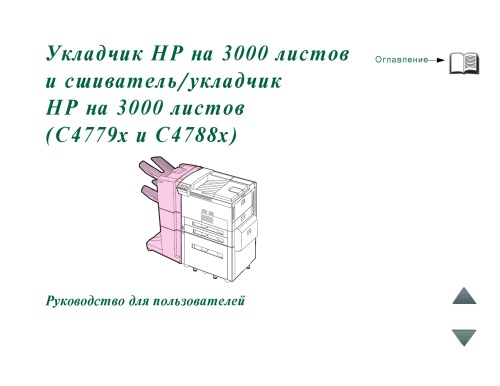 Укладчик HP на 3000 листов
и сшиватель/укладчик
HP на 3000 листов
(C4779x и C4788x)
Оглавление
Руководство для пользователей